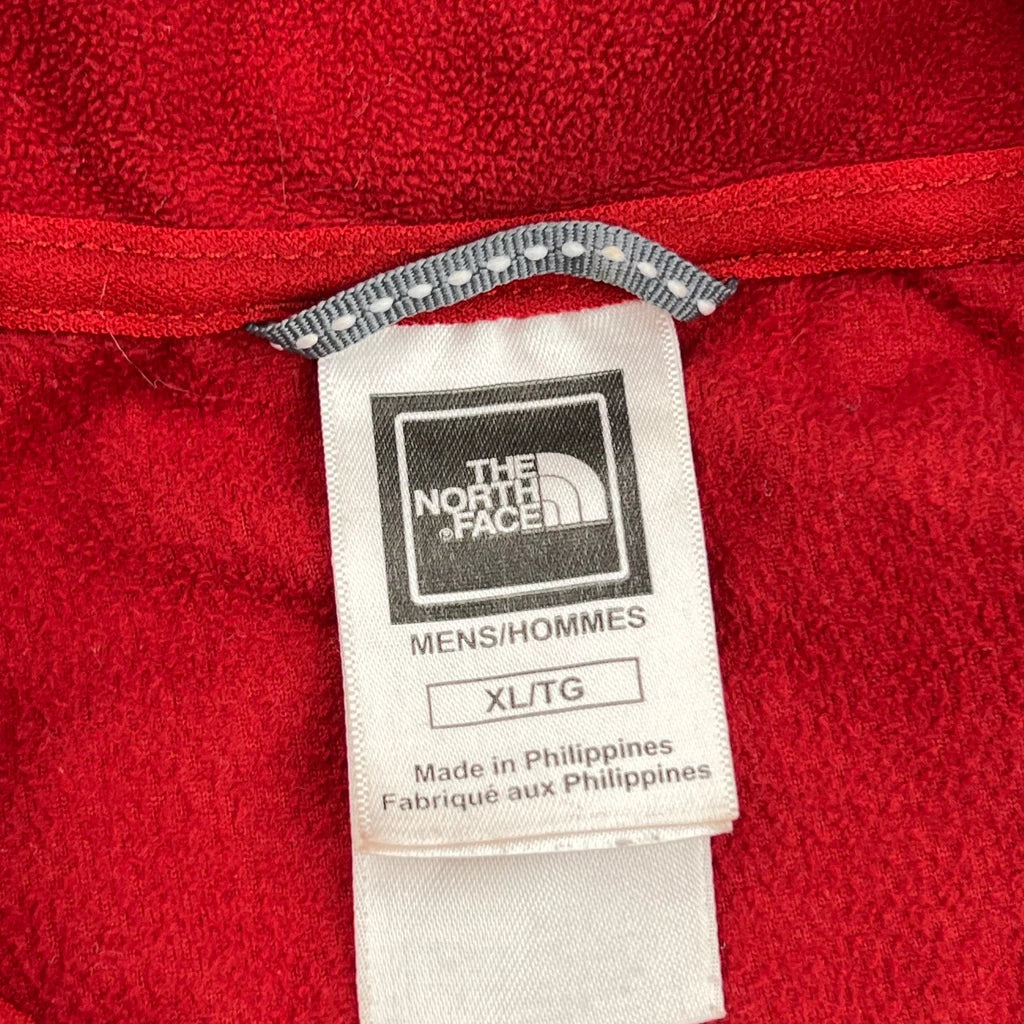 THE
NORTH
®FACE
MENS/HOMMES
XL/TG
Made in Philippines
Fabriqué aux Philippines